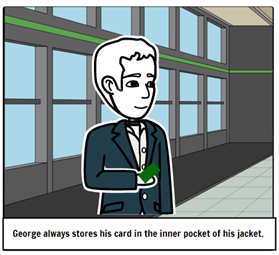 George always stores his card in the inner pocket of his jacket.